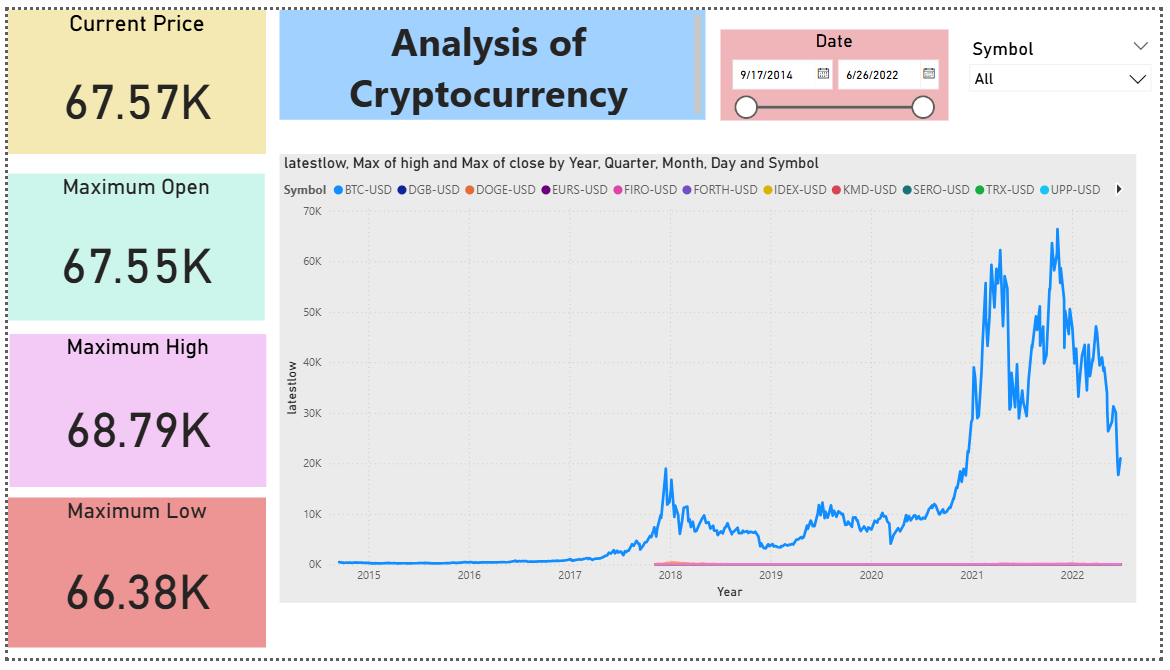 Current Price
67.57K
Maximum Open
67.55K
Maximum High
68.79K
Maximum Low
66.38K
Analysis of
Cryptocurrency
Date
9/17/2014
6/26/2022
Symbol
All
latestlow, Max of high and Max of close by Year, Quarter, Month, Day and Symbol
Symbol BTC-USD DGB-USD DOGE-USD EURS-USD FIRO-USD FORTH-USD IDEX-USD KMD-USD SERO-USD TRX-USD UPP-USD
latestlow
70K
60K
50K
40K
30K
20K
10K
0K
2015 2016 2017 2018 2019 2020 2021 2022
Year